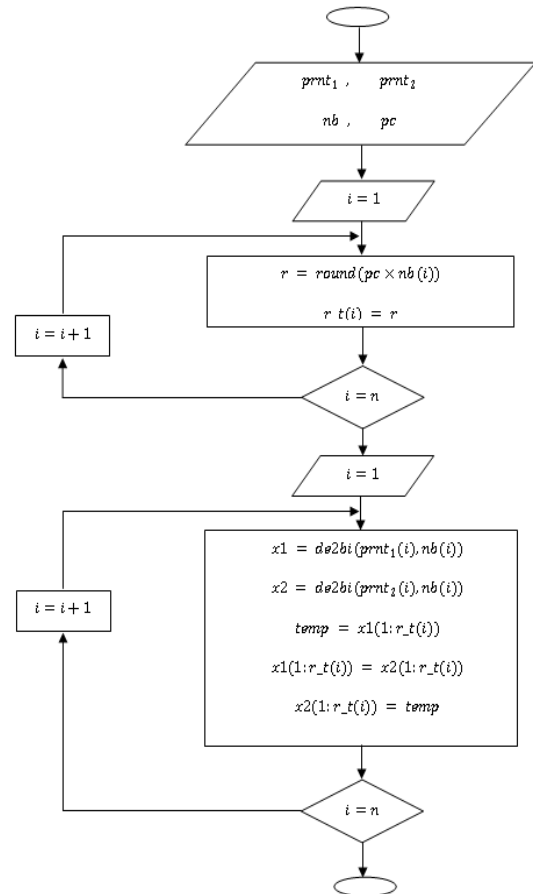 prnt₁ , prnt₂
nb , pc
i = 1
r = round(pc × nb(i))
r t(i) = r
i = i + 1
i = n
i = 1
x1 = de2bi(prnt₁(i), nb(i))
x2 = de2bi(prnt₂(i), nb(i))
temp = x1(1: r_t(i))
x1(1: r_t(i)) = x2(1: r_t(i))
x2(1: r_t(i)) = temp
i = i + 1
i = n